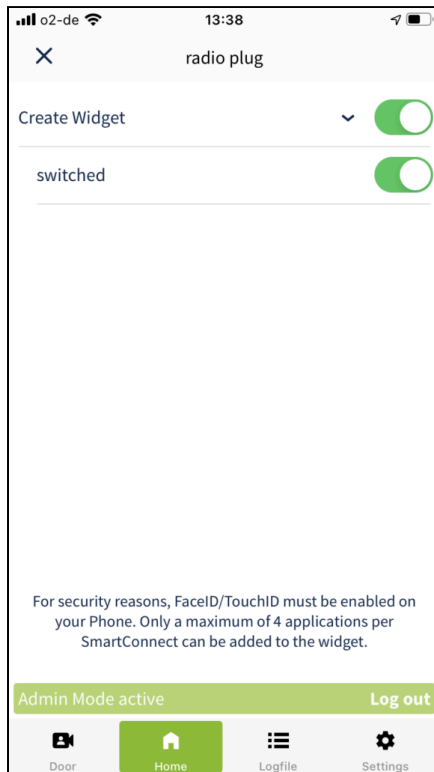 o2-de 13:38
radio plug
Create Widget
switched
For security reasons, FaceID/TouchID must be enabled on
your Phone. Only a maximum of 4 applications per
SmartConnect can be added to the widget.
Admin Mode active Log out
Door Home Logfile Settings